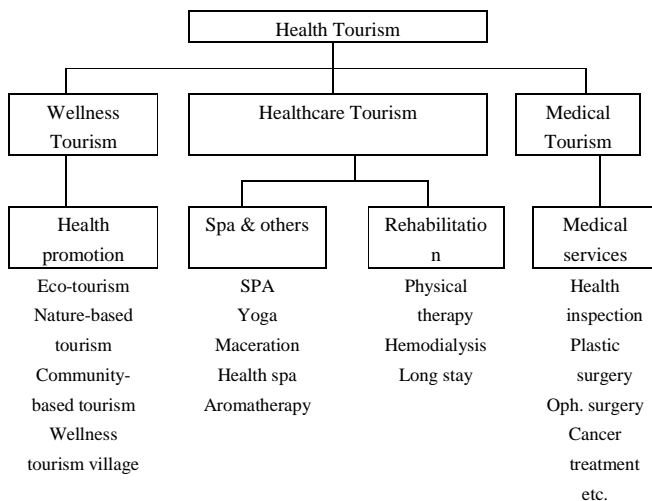 Health Tourism
Wellness
Tourism
Healthcare Tourism
Medical
Tourism
Health
promotion
Spa & others
Rehabilitatio
n
Medical
services
Eco-tourism
Nature-based
tourism
Community-
based tourism
Wellness
tourism village
SPA
Yoga
Maceration
Health spa
Aromatherapy
Physical
therapy
Hemodialysis
Long stay
Health
inspection
Plastic
surgery
Oph. surgery
Cancer
treatment
etc.